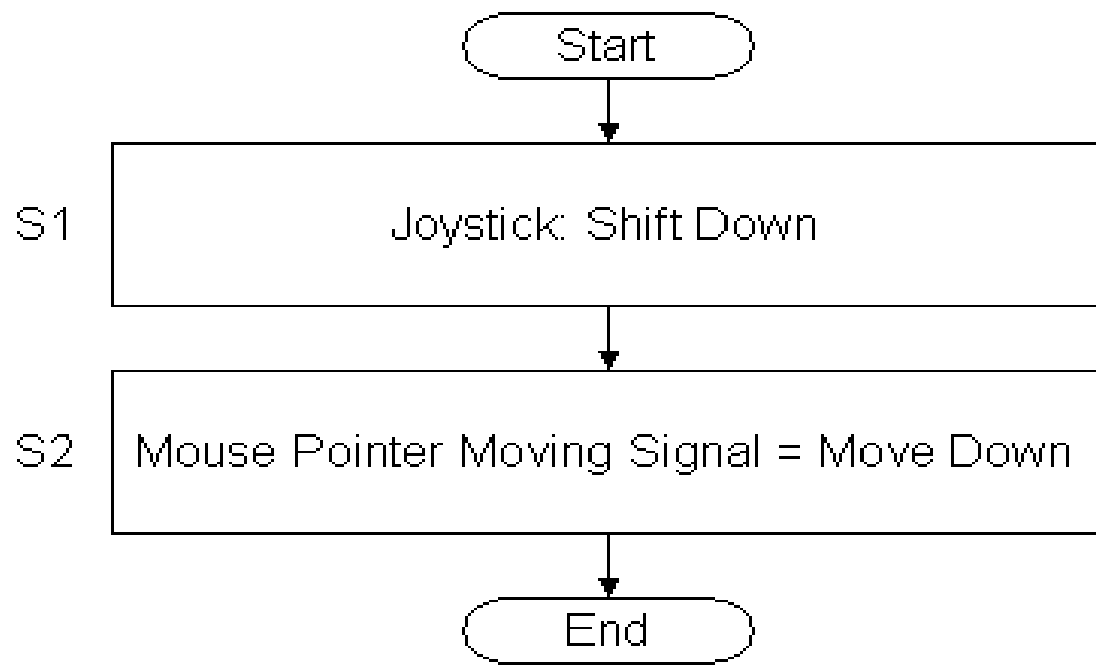 Start
S1
Joystick: Shift Down
S2
Mouse Pointer Moving Signal = Move Down
End